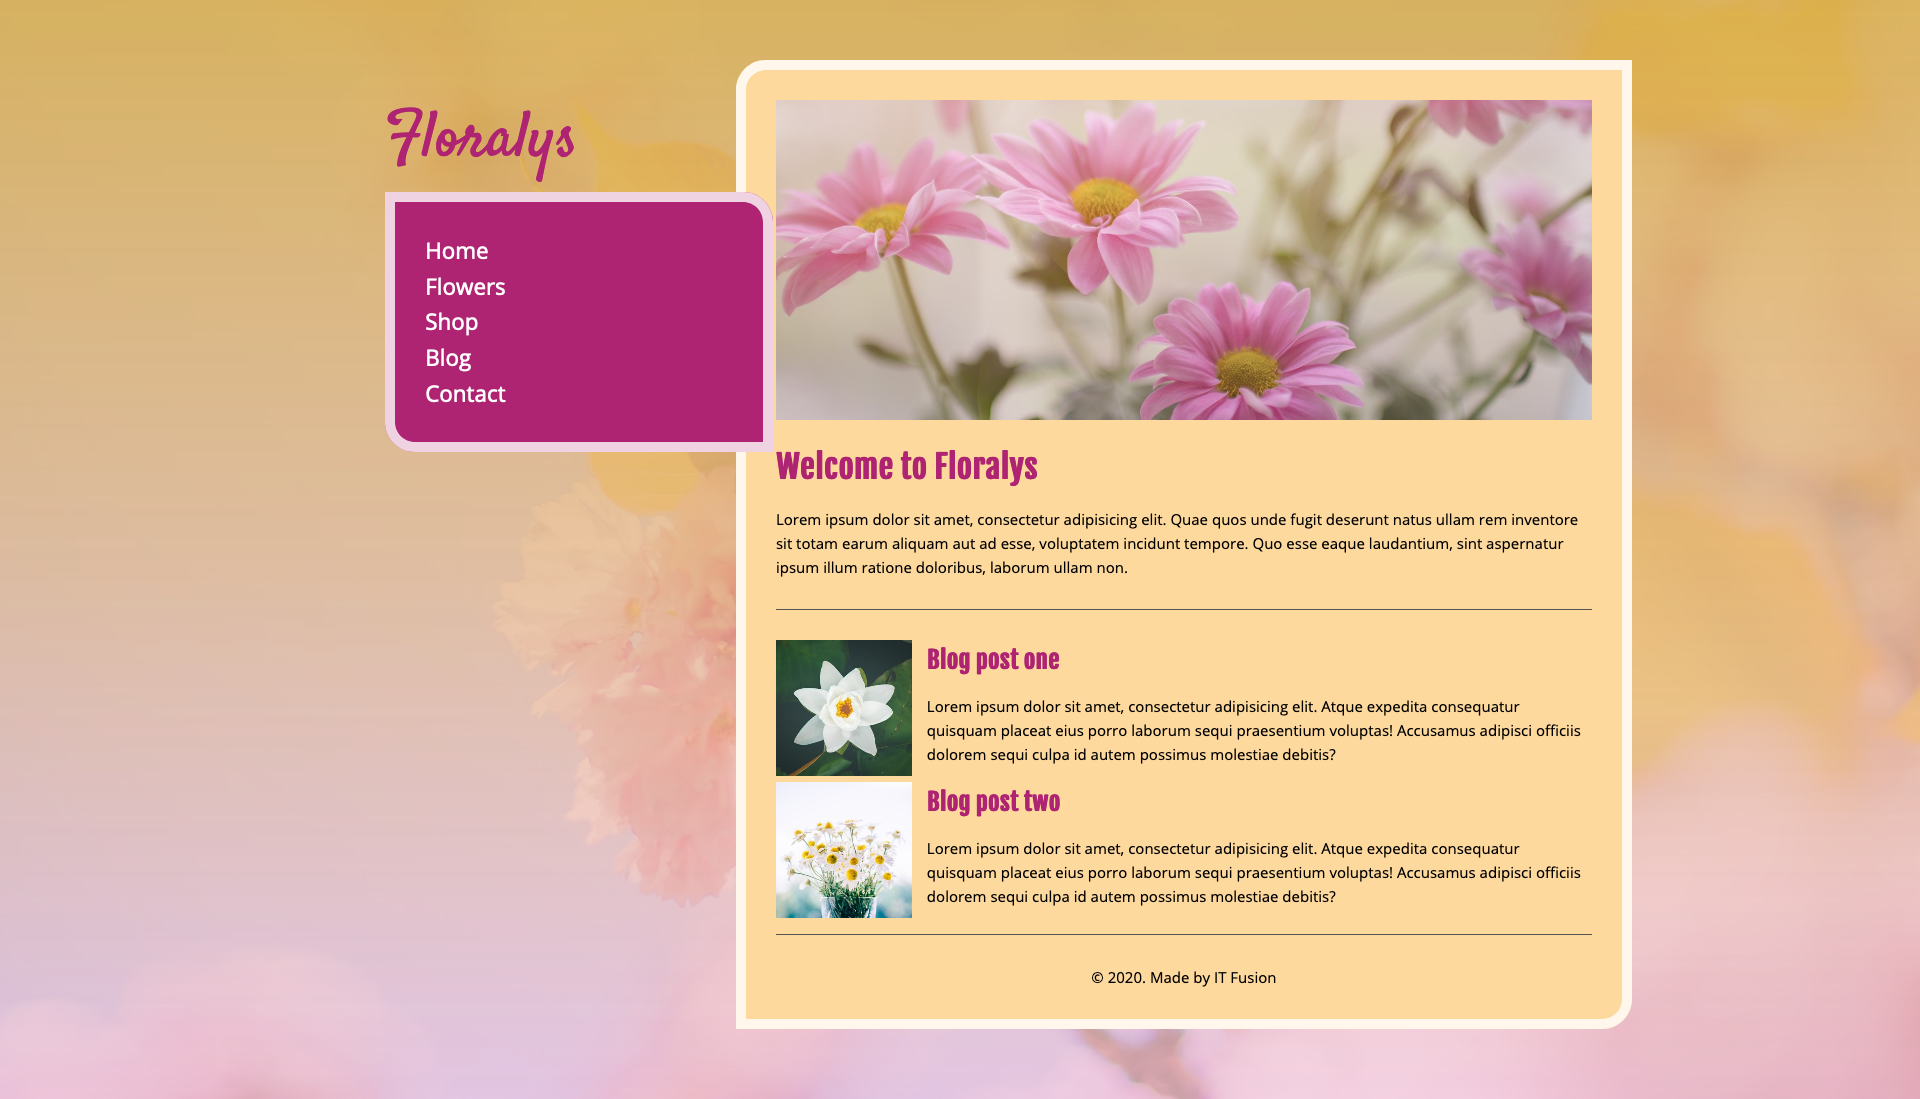 Floralys
Home
Flowers
Shop
Blog
Contact
Welcome to Floralys
Lorem ipsum dolor sit amet, consectetur adipisicing elit. Quae quos unde fugit deserunt natus ullam rem inventore
sit totam earum aliquam aut ad esse, voluptatem incidunt tempore. Quo esse eaque laudantium, sint aspernatur
ipsum illum ratione doloribus, laborum ullam non.
Blog post one
Lorem ipsum dolor sit amet, consectetur adipisicing elit. Atque expedita consequatur
quisquam placeat eius porro laborum sequi praesentium voluptas! Accusamus adipisci officiis
dolorem sequi culpa id autem possimus molestiae debitis?
Blog post two
Lorem ipsum dolor sit amet, consectetur adipisicing elit. Atque expedita consequatur
quisquam placeat eius porro laborum sequi praesentium voluptas! Accusamus adipisci officiis
dolorem sequi culpa id autem possimus molestiae debitis?
© 2020. Made by IT Fusion